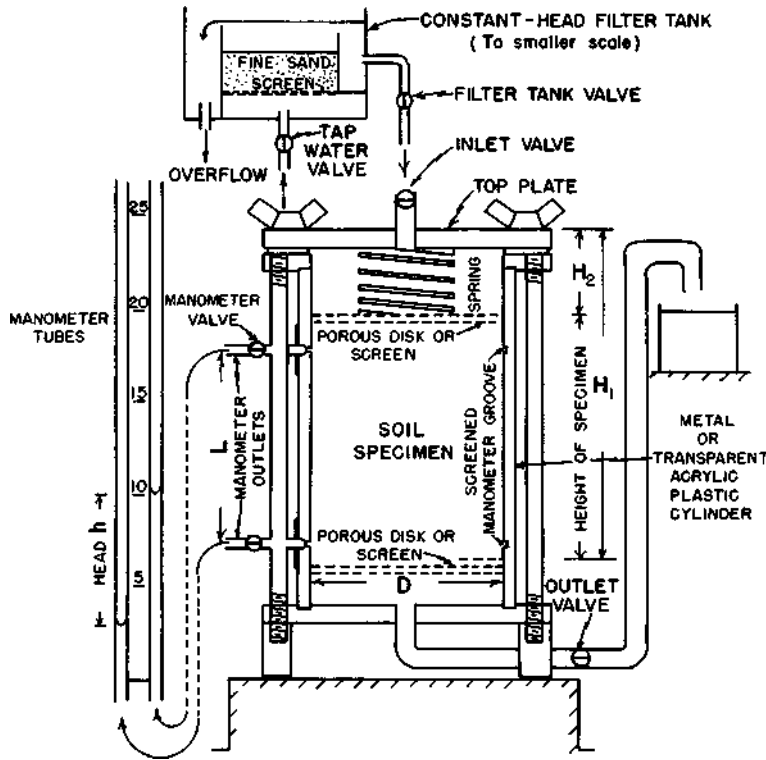 CONSTANT-HEAD FILTER TANK
(To smaller scale)
FINE SAND
SCREEN
FILTER TANK VALVE
TAP
WATER
VALVE
INLET VALVE
OVERFLOW
TOP PLATE
25
20
15
10
5
MANOMETER
TUBES
MANOMETER
VALVE
SPRING
H2
POROUS DISK OR
SCREEN
H1
HEIGHT OF SPECIMEN
L
MANOMETER
OUTLETS
SOIL
SPECIMEN
SCREENED
MANOMETER GROOVE
METAL
OR
TRANSPARENT
ACRYLIC
PLASTIC
CYLINDER
HEAD h
POROUS DISK OR
SCREEN
D
OUTLET
VALVE